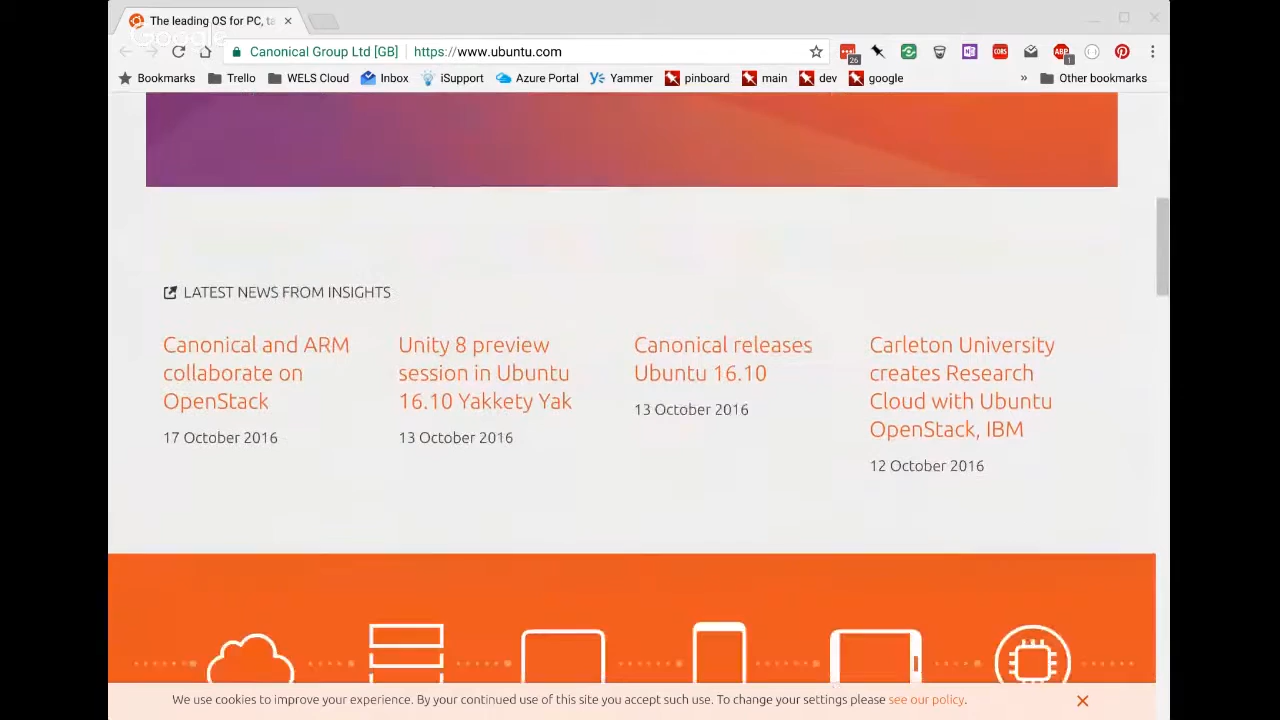 The leading OS for PC, ta
Google
Canonical Group Ltd [GB] https://www.ubuntu.com
26
CORS
ABP
1
Bookmarks Trello WELS Cloud Inbox iSupport Azure Portal Yammer pinboard main dev google » Other bookmarks
LATEST NEWS FROM INSIGHTS
Canonical and ARM
collaborate on
OpenStack
17 October 2016
Unity 8 preview
session in Ubuntu
16.10 Yakkety Yak
13 October 2016
Canonical releases
Ubuntu 16.10
13 October 2016
Carleton University
creates Research
Cloud with Ubuntu
OpenStack, IBM
12 October 2016
We use cookies to improve your experience. By your continued use of this site you accept such use. To change your settings please see our policy.